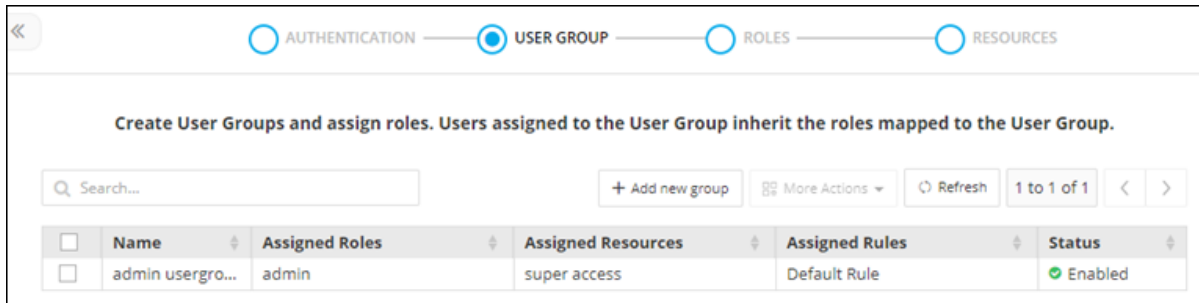 AUTHENTICATION USER GROUP ROLES RESOURCES
Create User Groups and assign roles. Users assigned to the User Group inherit the roles mapped to the User Group.
Search... + Add new group More Actions Refresh 1 to 1 of 1
Name Assigned Roles Assigned Resources Assigned Rules Status
admin usergro... admin super access Default Rule Enabled